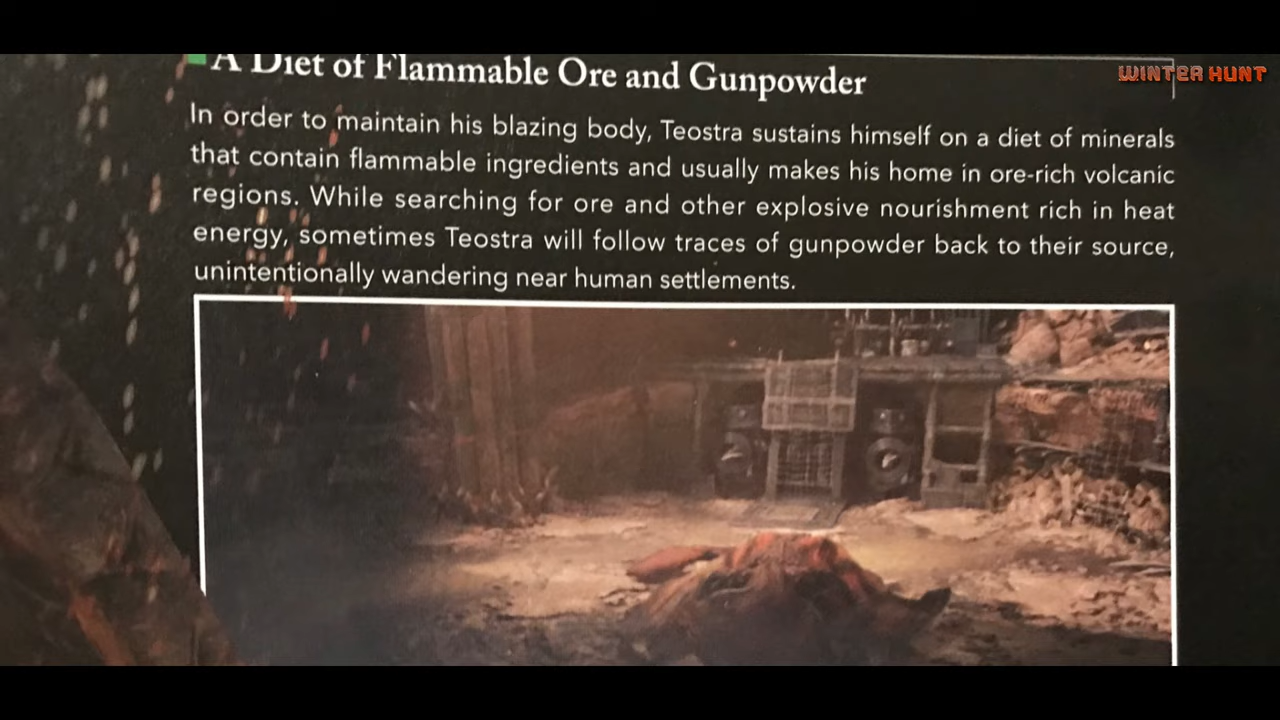 A Diet of Flammable Ore and Gunpowder
WINTER HUNT
In order to maintain his blazing body, Teostra sustains himself on a diet of minerals
that contain flammable ingredients and usually makes his home in ore-rich volcanic
regions. While searching for ore and other explosive nourishment rich in heat
energy, sometimes Teostra will follow traces of gunpowder back to their source,
unintentionally wandering near human settlements.